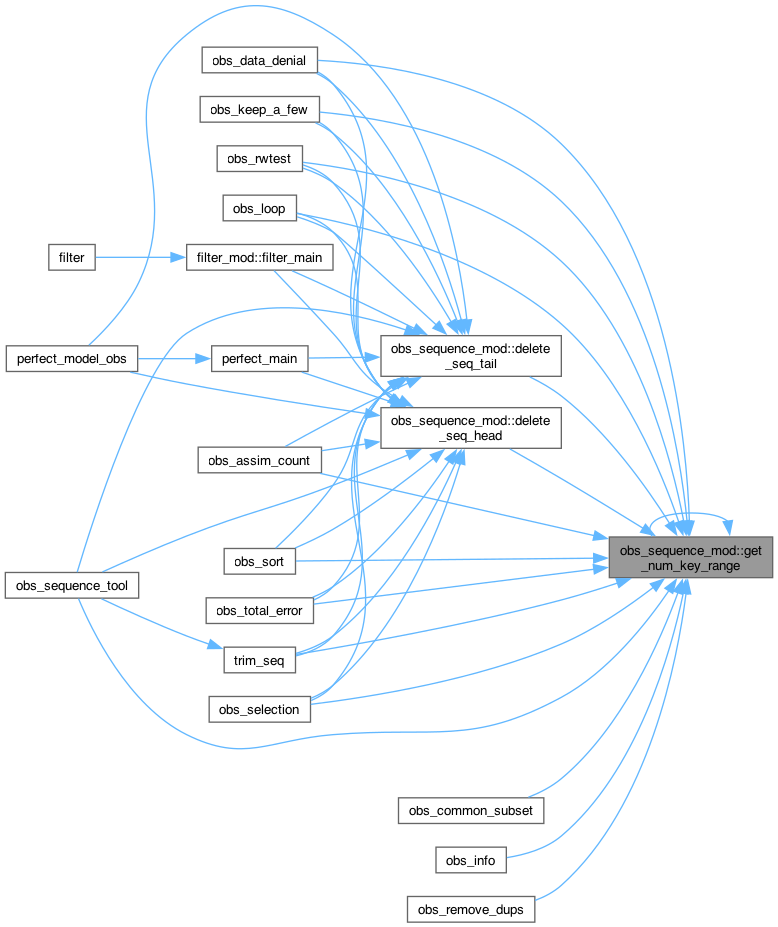 obs_data_denial
obs_keep_a_few
obs_rwtest
obs_loop
filter
filter_mod::filter_main
obs_sequence_mod::delete
_seq_tail
perfect_model_obs
perfect_main
obs_sequence_mod::delete
_seq_head
obs_assim_count
obs_sequence_mod::get
_num_key_range
obs_sort
obs_sequence_tool
obs_total_error
trim_seq
obs_selection
obs_common_subset
obs_info
obs_remove_dups